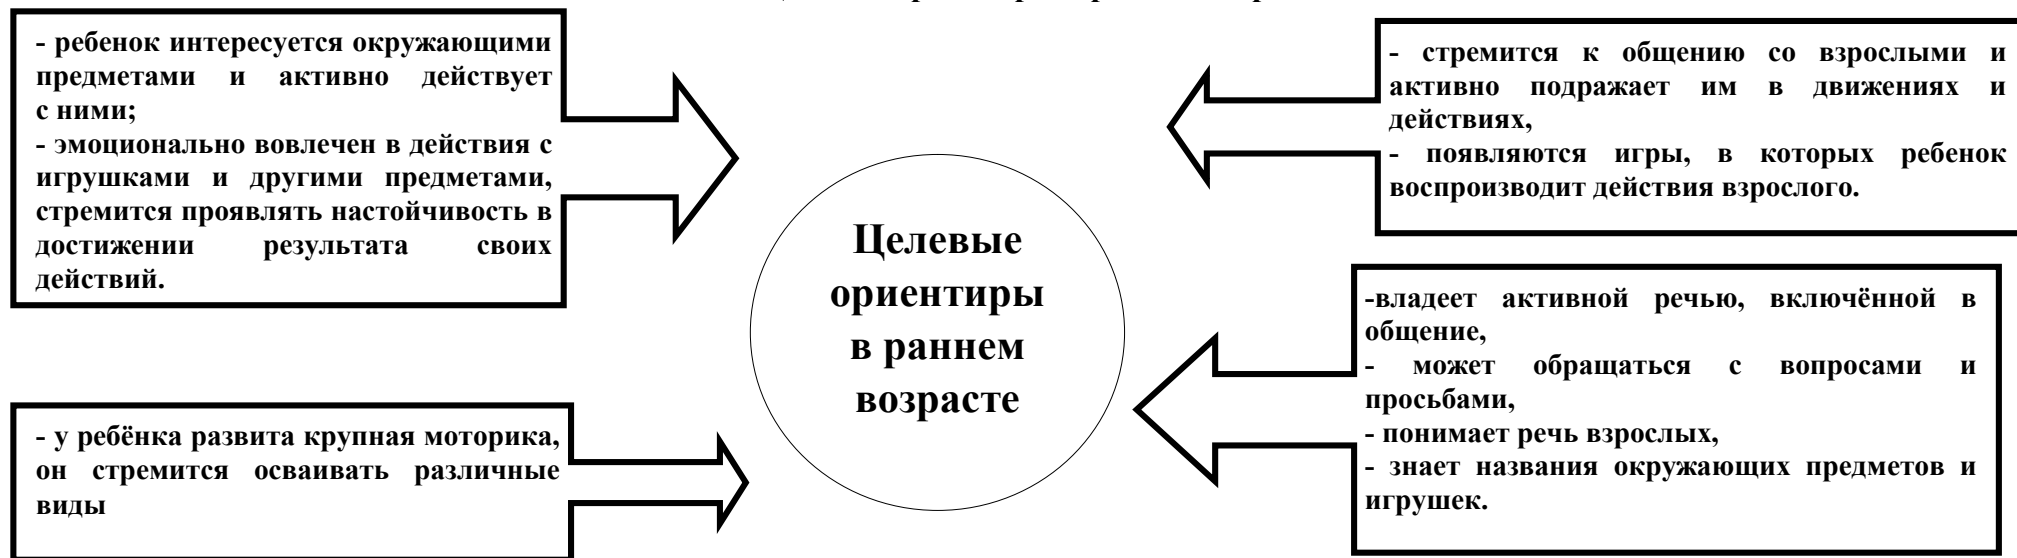 - ребенок интересуется окружающими
предметами и активно действует
с ними;
- эмоционально вовлечен в действия с
игрушками и другими предметами,
стремится проявлять настойчивость в
достижении результата своих
действий.
- стремится к общению со взрослыми и
активно подражает им в движениях и
действиях,
- появляются игры, в которых ребенок
воспроизводит действия взрослого.
Целевые
ориентиры
в раннем
возрасте
- у ребёнка развита крупная моторика,
он стремится осваивать различные
виды
-владеет активной речью, включённой в
общение,
- может обращаться с вопросами и
просьбами,
- понимает речь взрослых,
- знает названия окружающих предметов и
игрушек.